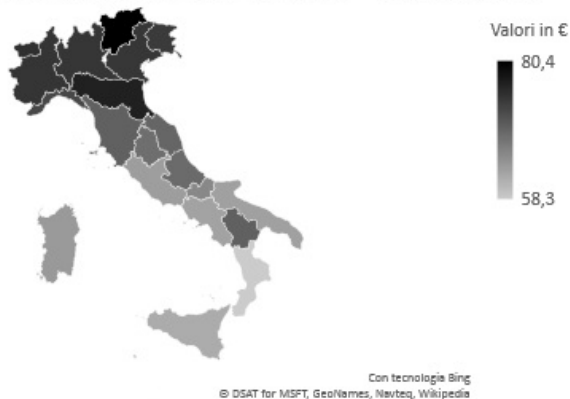 Valori in €
80,4
58,3
Con tecnologia Bing
© DSAT for MSFT, GeoNames, Navteq, Wikipedia